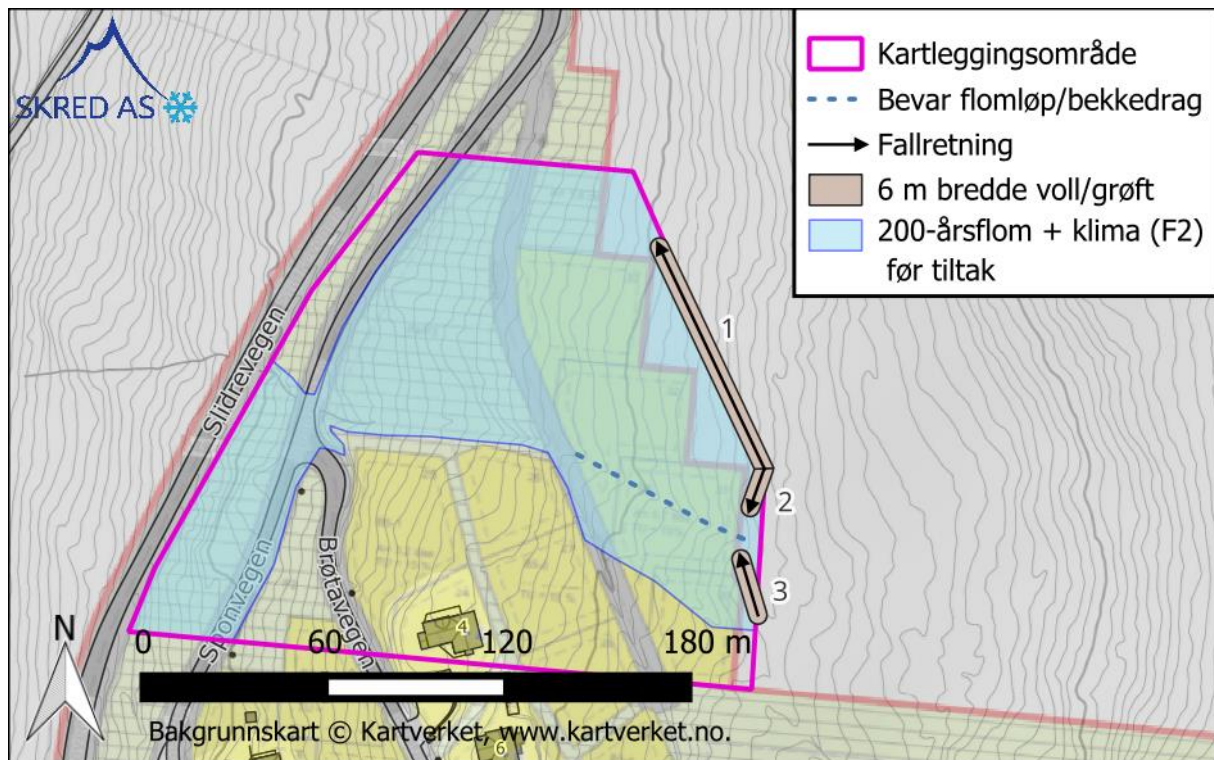 SKRED AS
Kartleggingsområde
Bevar flomløp/bekkedrag
Fallretning
6 m bredde voll/grøft
200-årsflom + klima (F2)
før tiltak
Slidrevegen
Sponvegen
Brøtavegen
1
2
3
4
6
N
0 60 120 180 m
Bakgrunnskart © Kartverket, www.kartverket.no.